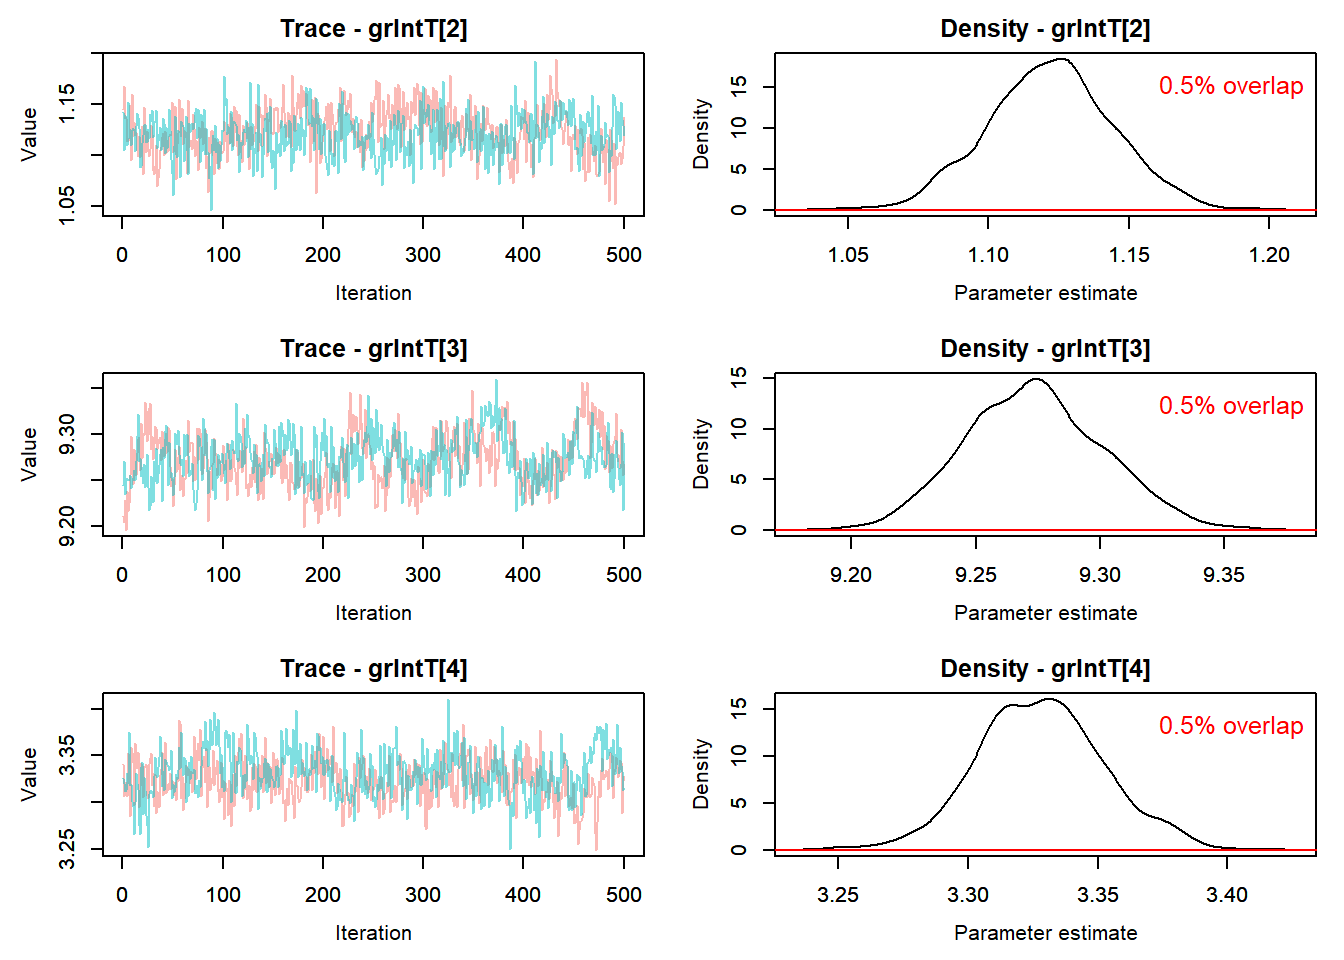 Trace - grIntT[2]
Value
1.05
1.15
0
100
200
300
400
500
Iteration
Density - grIntT[2]
Density
0
5
10
15
0.5% overlap
1.05
1.10
1.15
1.20
Parameter estimate
Trace - grIntT[3]
Value
9.20
9.30
0
100
200
300
400
500
Iteration
Density - grIntT[3]
Density
0
5
10
15
0.5% overlap
9.20
9.25
9.30
9.35
Parameter estimate
Trace - grIntT[4]
Value
3.25
3.35
0
100
200
300
400
500
Iteration
Density - grIntT[4]
Density
0
5
10
15
0.5% overlap
3.25
3.30
3.35
3.40
Parameter estimate